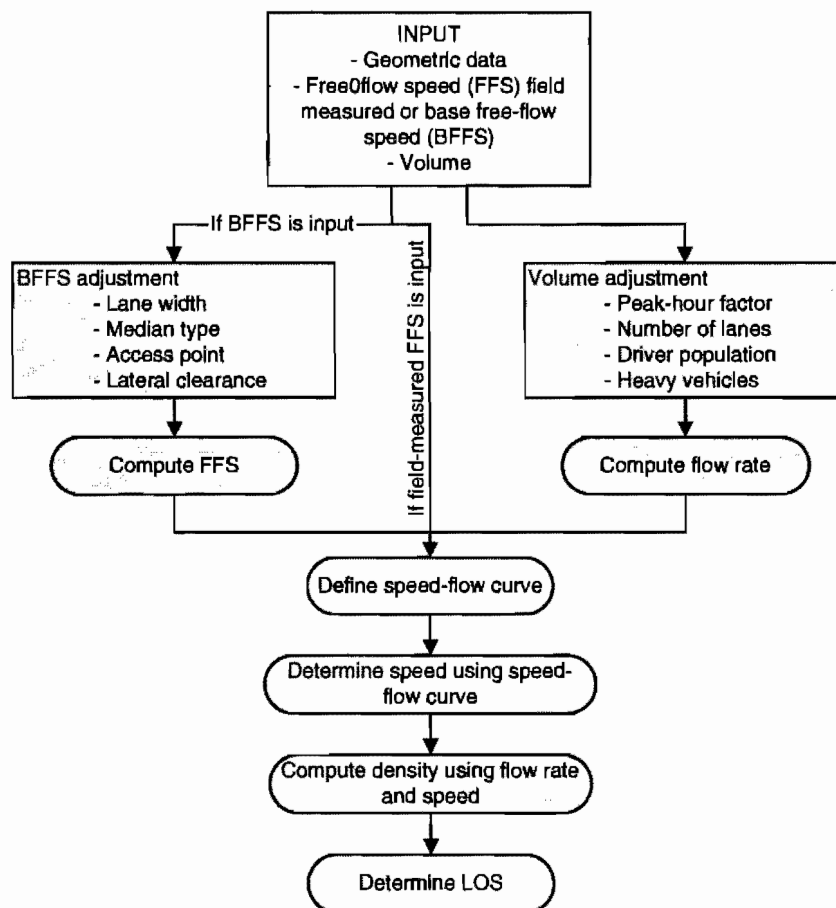 INPUT
- Geometric data
- Free0flow speed (FFS) field
measured or base free-flow
speed (BFFS)
- Volume
If BFFS is input
If field-measured FFS is input
BFFS adjustment
- Lane width
- Median type
- Access point
- Lateral clearance
Volume adjustment
- Peak-hour factor
- Number of lanes
- Driver population
- Heavy vehicles
Compute FFS
Compute flow rate
Define speed-flow curve
Determine speed using speed-
flow curve
Compute density using flow rate
and speed
Determine LOS